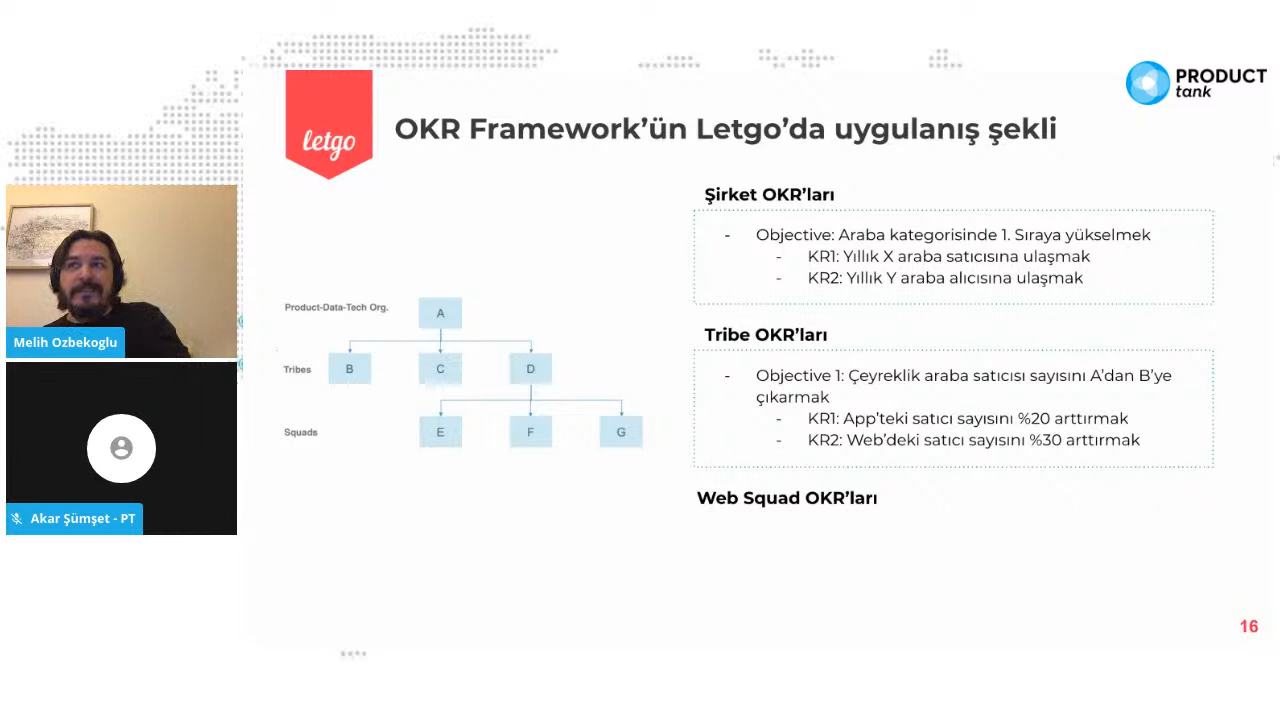 PRODUCT
tank
letgo
OKR Framework’ün Letgo’da uygulanış şekli
Şirket OKR’ları
- Objective: Araba kategorisinde 1. Sıraya yükselmek
- KR1: Yıllık X araba satıcısına ulaşmak
- KR2: Yıllık Y araba alıcısına ulaşmak
Product-Data-Tech Org.
A
Tribes
B
C
D
Squads
E
F
G
Tribe OKR’ları
- Objective 1: Çeyreklik araba satıcısı sayısını A’dan B’ye
çıkarmak
- KR1: App’teki satıcı sayısını %20 arttırmak
- KR2: Web’deki satıcı sayısını %30 arttırmak
Web Squad OKR’ları
Melih Ozbekoglu
Akar Şümşet - PT
16